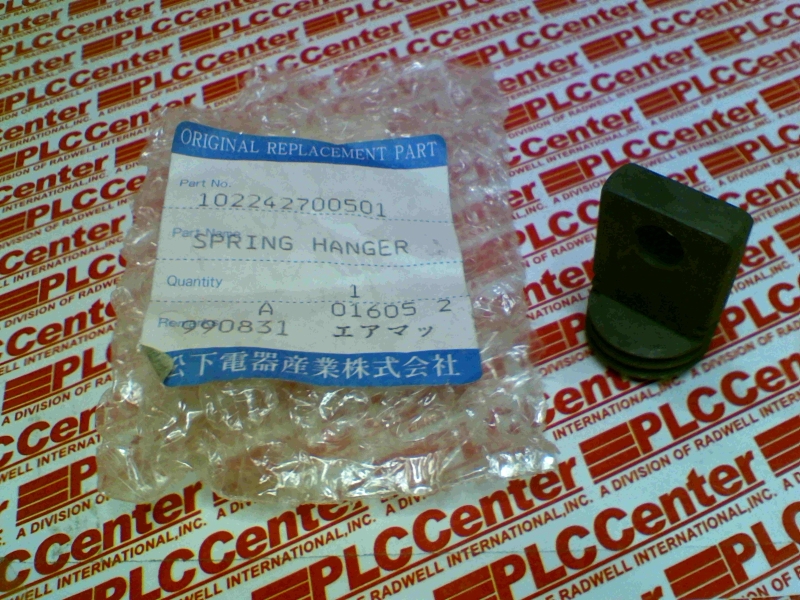 ORIGINAL REPLACEMENT PART
Part No.
102242700501
Part Name
SPRING HANGER
Quantity
1
A 01605 2
Remarks
990831 エアマッ
松下電器産業株式会社
PLCCenter
A DIVISION OF RADWELL INTERNATIONAL,INC.